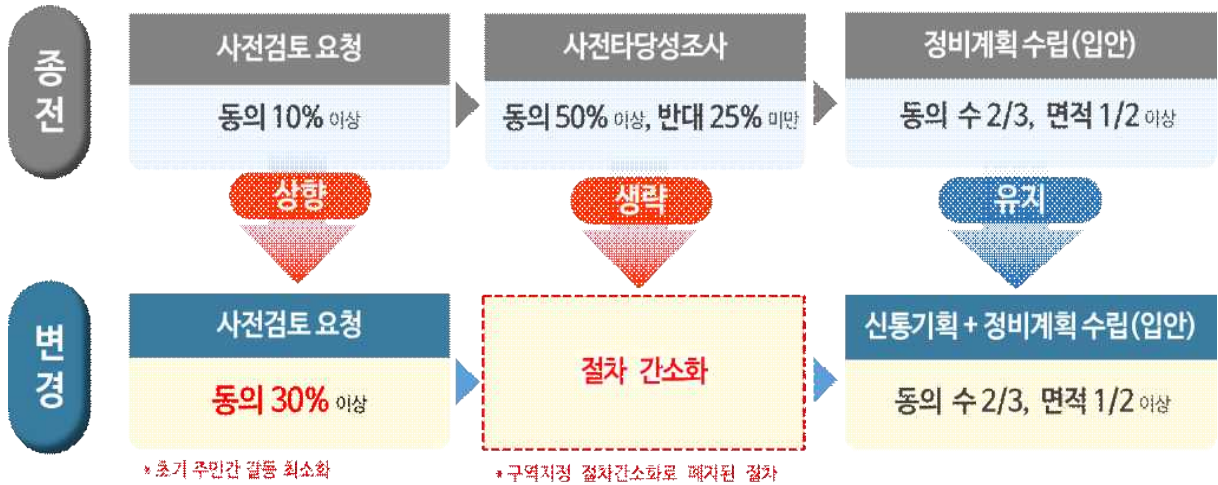 종전
사전검토 요청
동의 10% 이상
사전타당성조사
동의 50% 이상, 반대 25% 미만
정비계획 수립(입안)
동의 수 2/3, 면적 1/2 이상
상향
생략
유지
변경
사전검토 요청
동의 30% 이상
절차 간소화
신통기획 + 정비계획 수립(입안)
동의 수 2/3, 면적 1/2 이상
* 초기 주민간 갈등 최소화
* 구역지정 절차간소화로 폐지된 절차